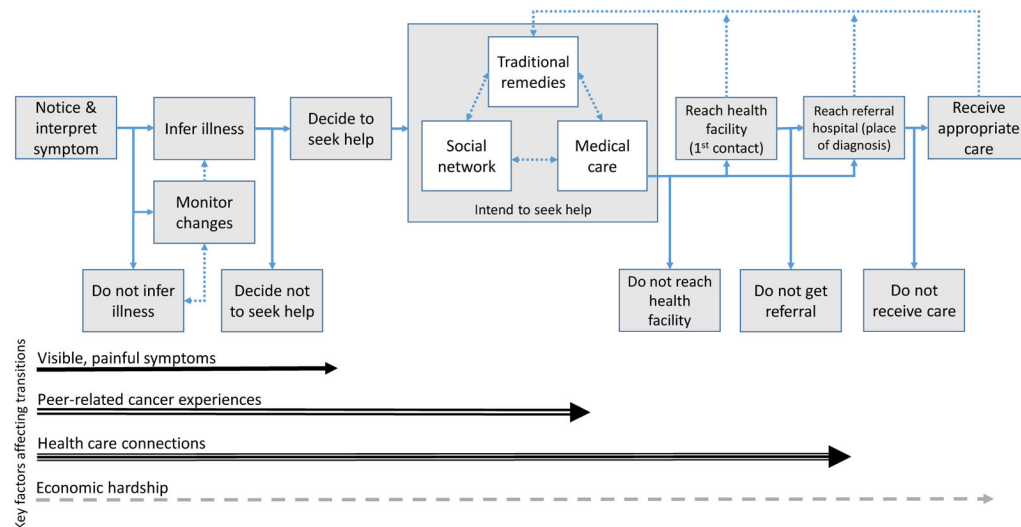 Notice &
interpret
symptom
Infer illness
Monitor
changes
Do not infer
illness
Decide to
seek help
Decide not
to seek help
Traditional
remedies
Social
network
Medical
care
Intend to seek help
Reach health
facility
(1st contact)
Reach referral
hospital (place
of diagnosis)
Receive
appropriate
care
Do not reach
health
facility
Do not get
referral
Do not
receive care
Key factors affecting transitions
Visible, painful symptoms
Peer-related cancer experiences
Health care connections
Economic hardship